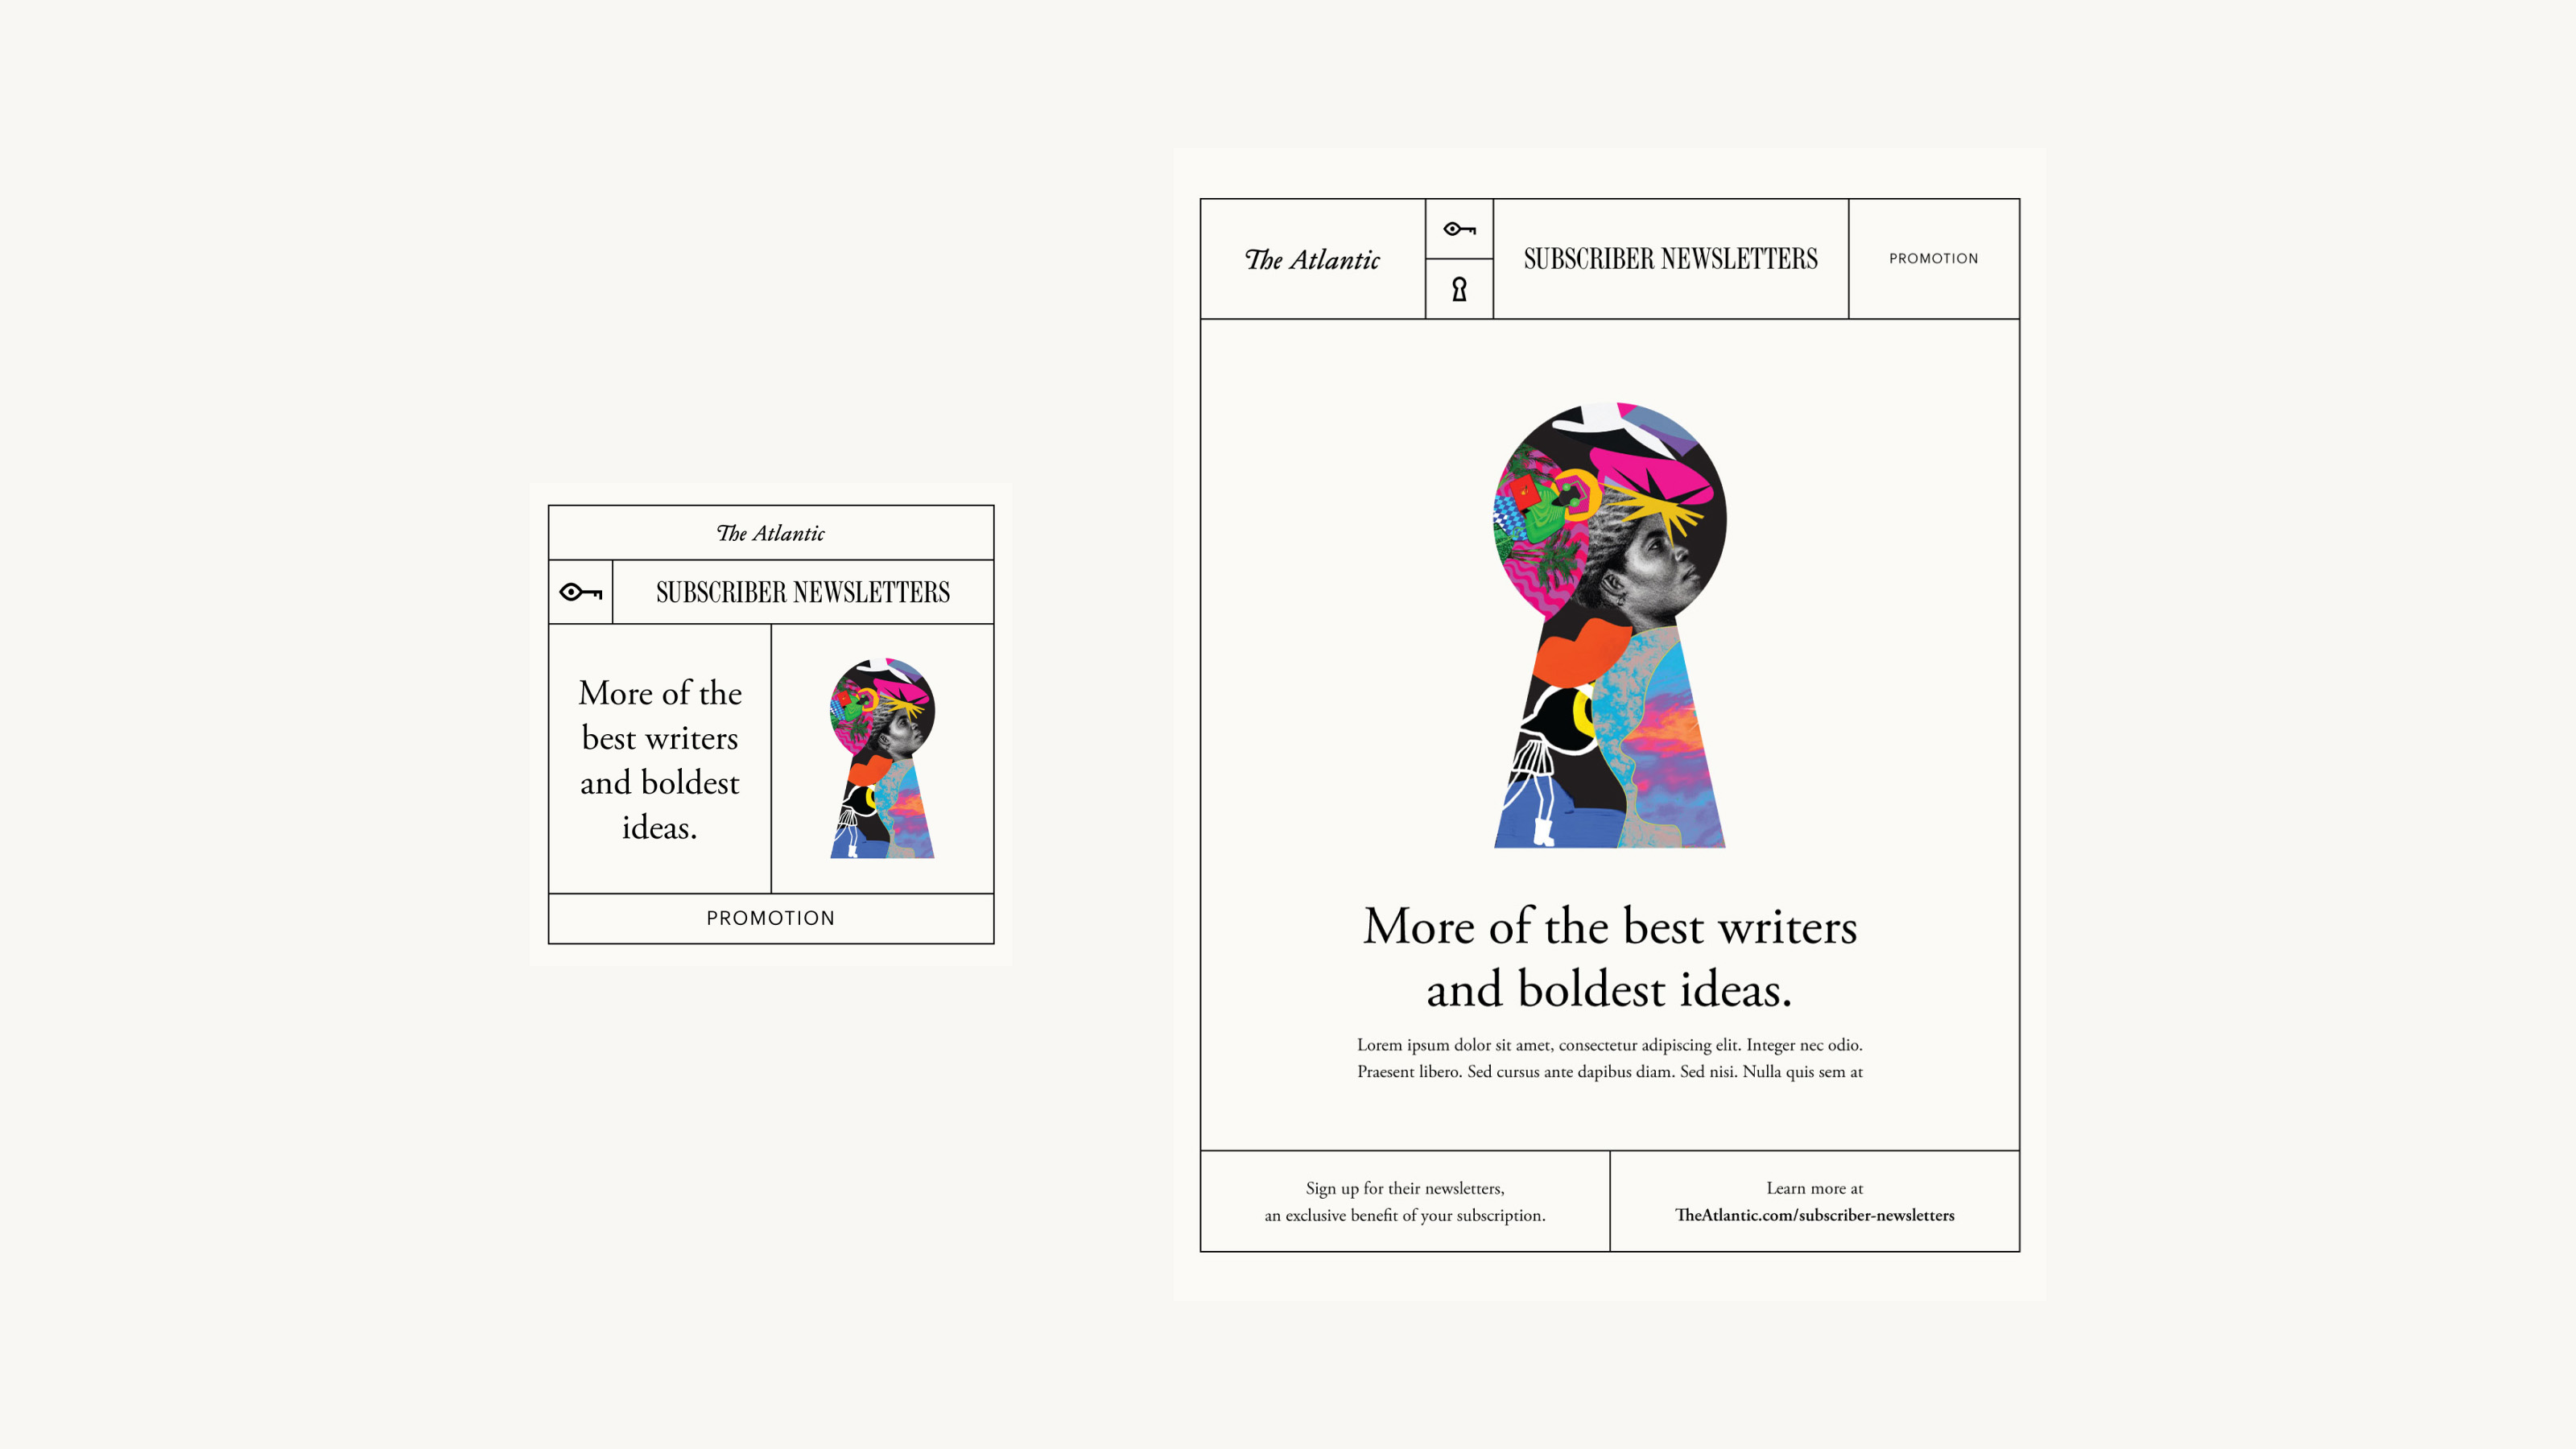 The Atlantic
SUBSCRIBER NEWSLETTERS
More of the
best writers
and boldest
ideas.
PROMOTION
The Atlantic
SUBSCRIBER NEWSLETTERS
PROMOTION
More of the best writers
and boldest ideas.
Lorem ipsum dolor sit amet, consectetur adipiscing elit. Integer nec odio.
Praesent libero. Sed cursus ante dapibus diam. Sed nisi. Nulla quis sem at
Sign up for their newsletters,
an exclusive benefit of your subscription.
Learn more at
TheAtlantic.com/subscriber-newsletters